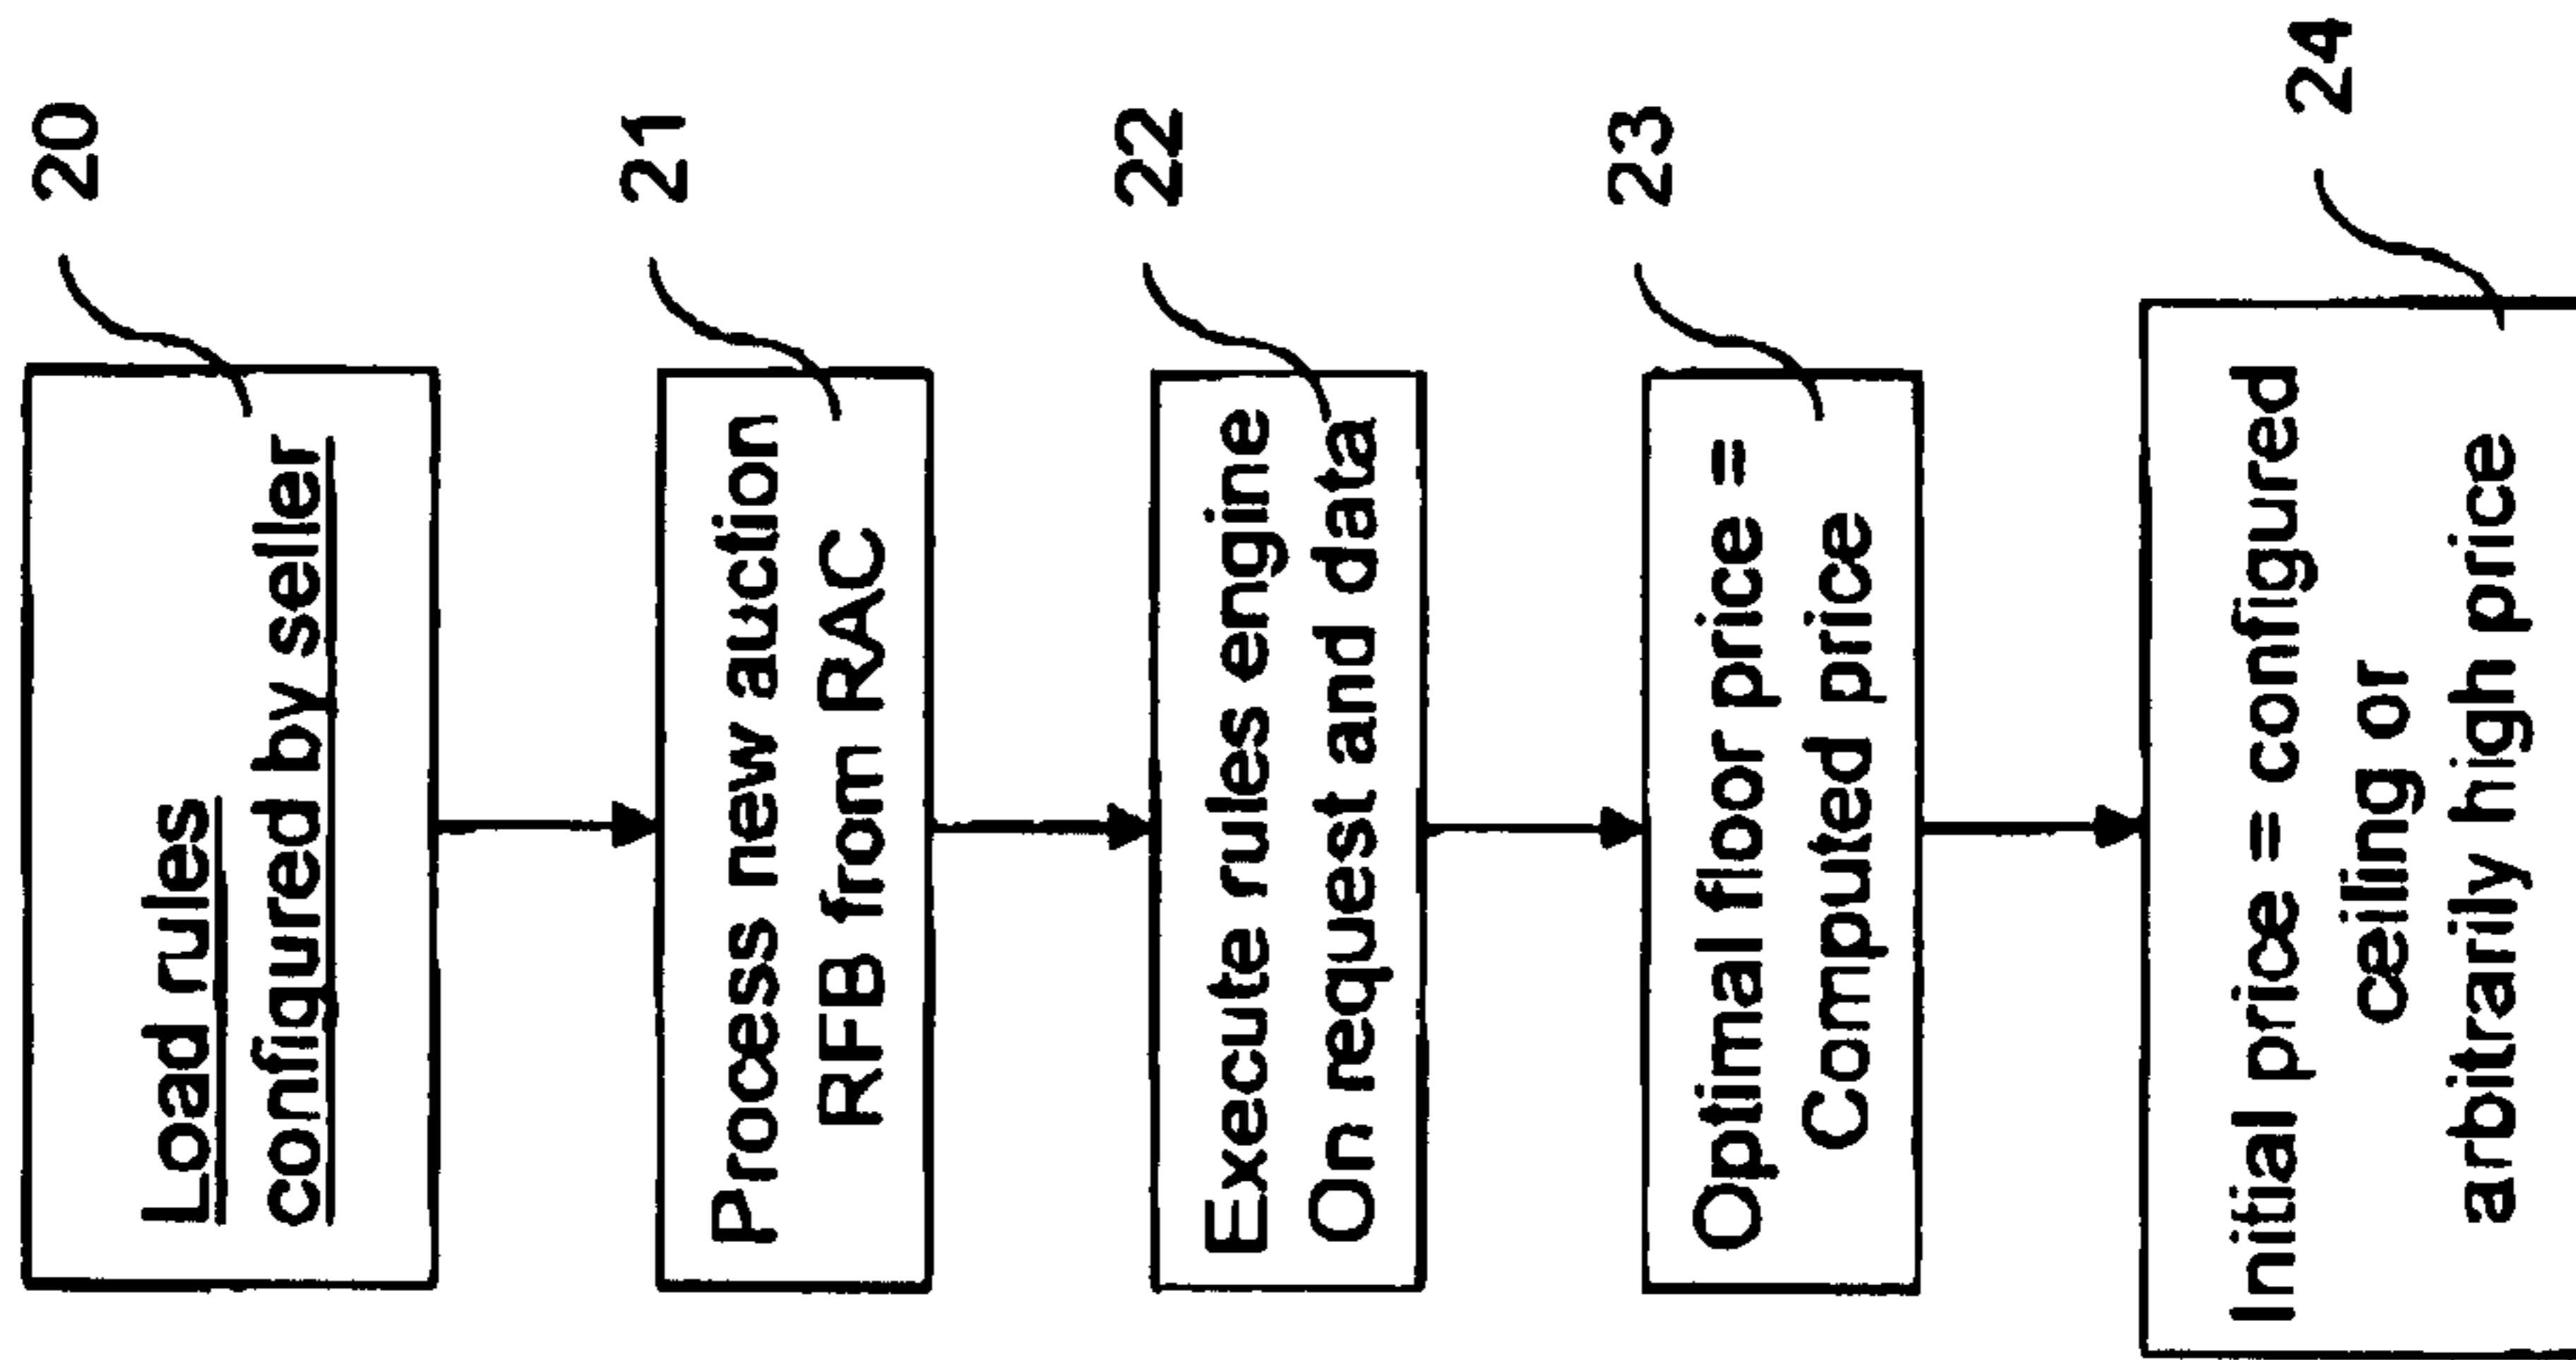 20
Load rules
configured by seller
21
Process new auction
RFB from RAC
22
Execute rules engine
On request and data
23
Optimal floor price =
Computed price
24
Initial price = configured
ceiling or
arbitrarily high price